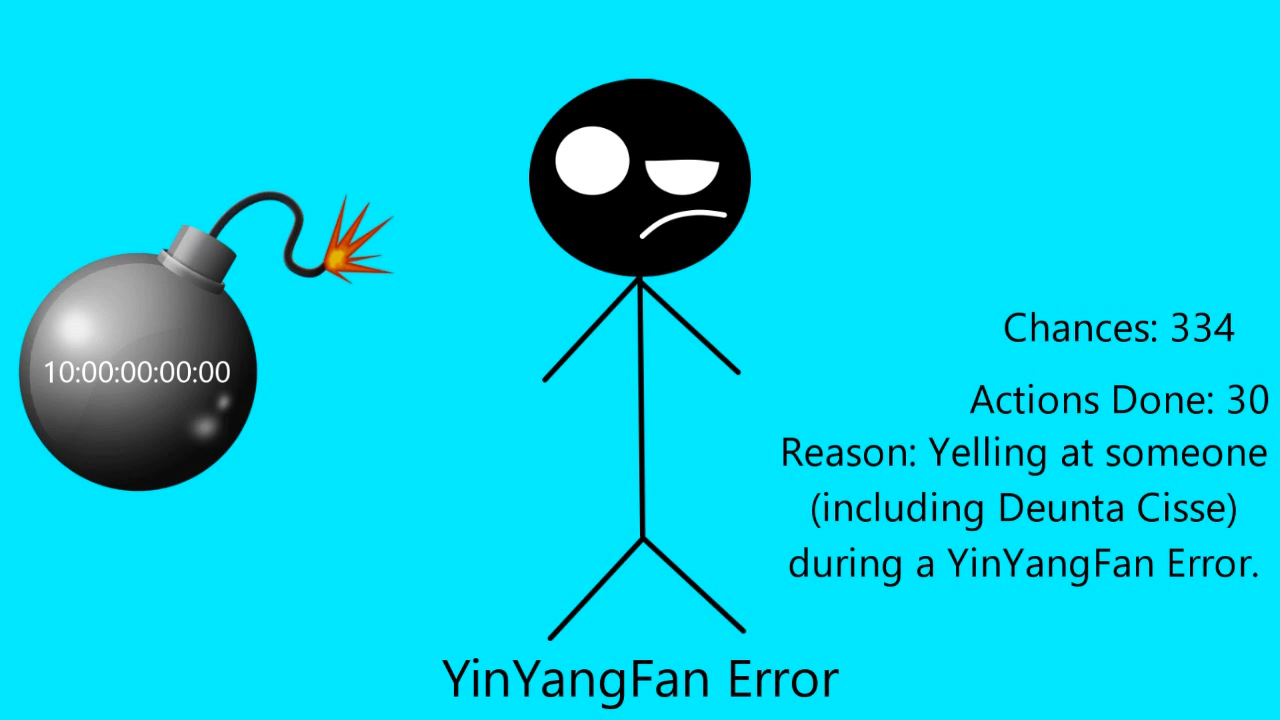 10:00:00:00:00
Chances: 334
Actions Done: 30
Reason: Yelling at someone
(including Deunta Cisse)
during a YinYangFan Error.
YinYangFan Error